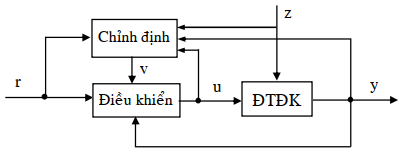 z
Chỉnh định
r
v
Điều khiển
u
ĐTĐK
y